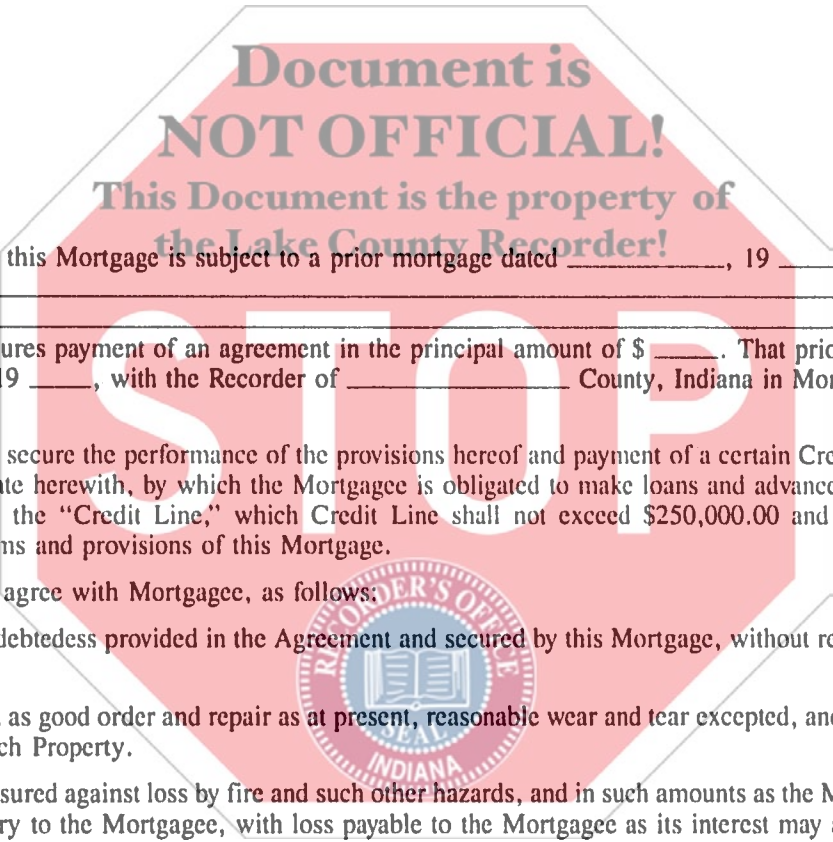 Document is
NOT OFFICIAL!
This Document is the property of
the Lake County Recorder!
this Mortgage is subject to a prior mortgage dated ____________, 19 ____
ures payment of an agreement in the principal amount of $ _____. That prio
19 _____, with the Recorder of _________________ County, Indiana in Mor
STOP
secure the performance of the provisions hereof and payment of a certain Cre
ate herewith, by which the Mortgagee is obligated to make loans and advance
the “Credit Line,” which Credit Line shall not exceed $250,000.00 and
ms and provisions of this Mortgage.
agree with Mortgagee, as follows:
debtedess provided in the Agreement and secured by this Mortgage, without re
RECORDER'S OFFICE
as good order and repair as at present, reasonable wear and tear excepted, and
ch Property.
SEAL
INDIANA
sured against loss by fire and such other hazards, and in such amounts as the M
ry to the Mortgagee, with loss payable to the Mortgagee as its interest may a